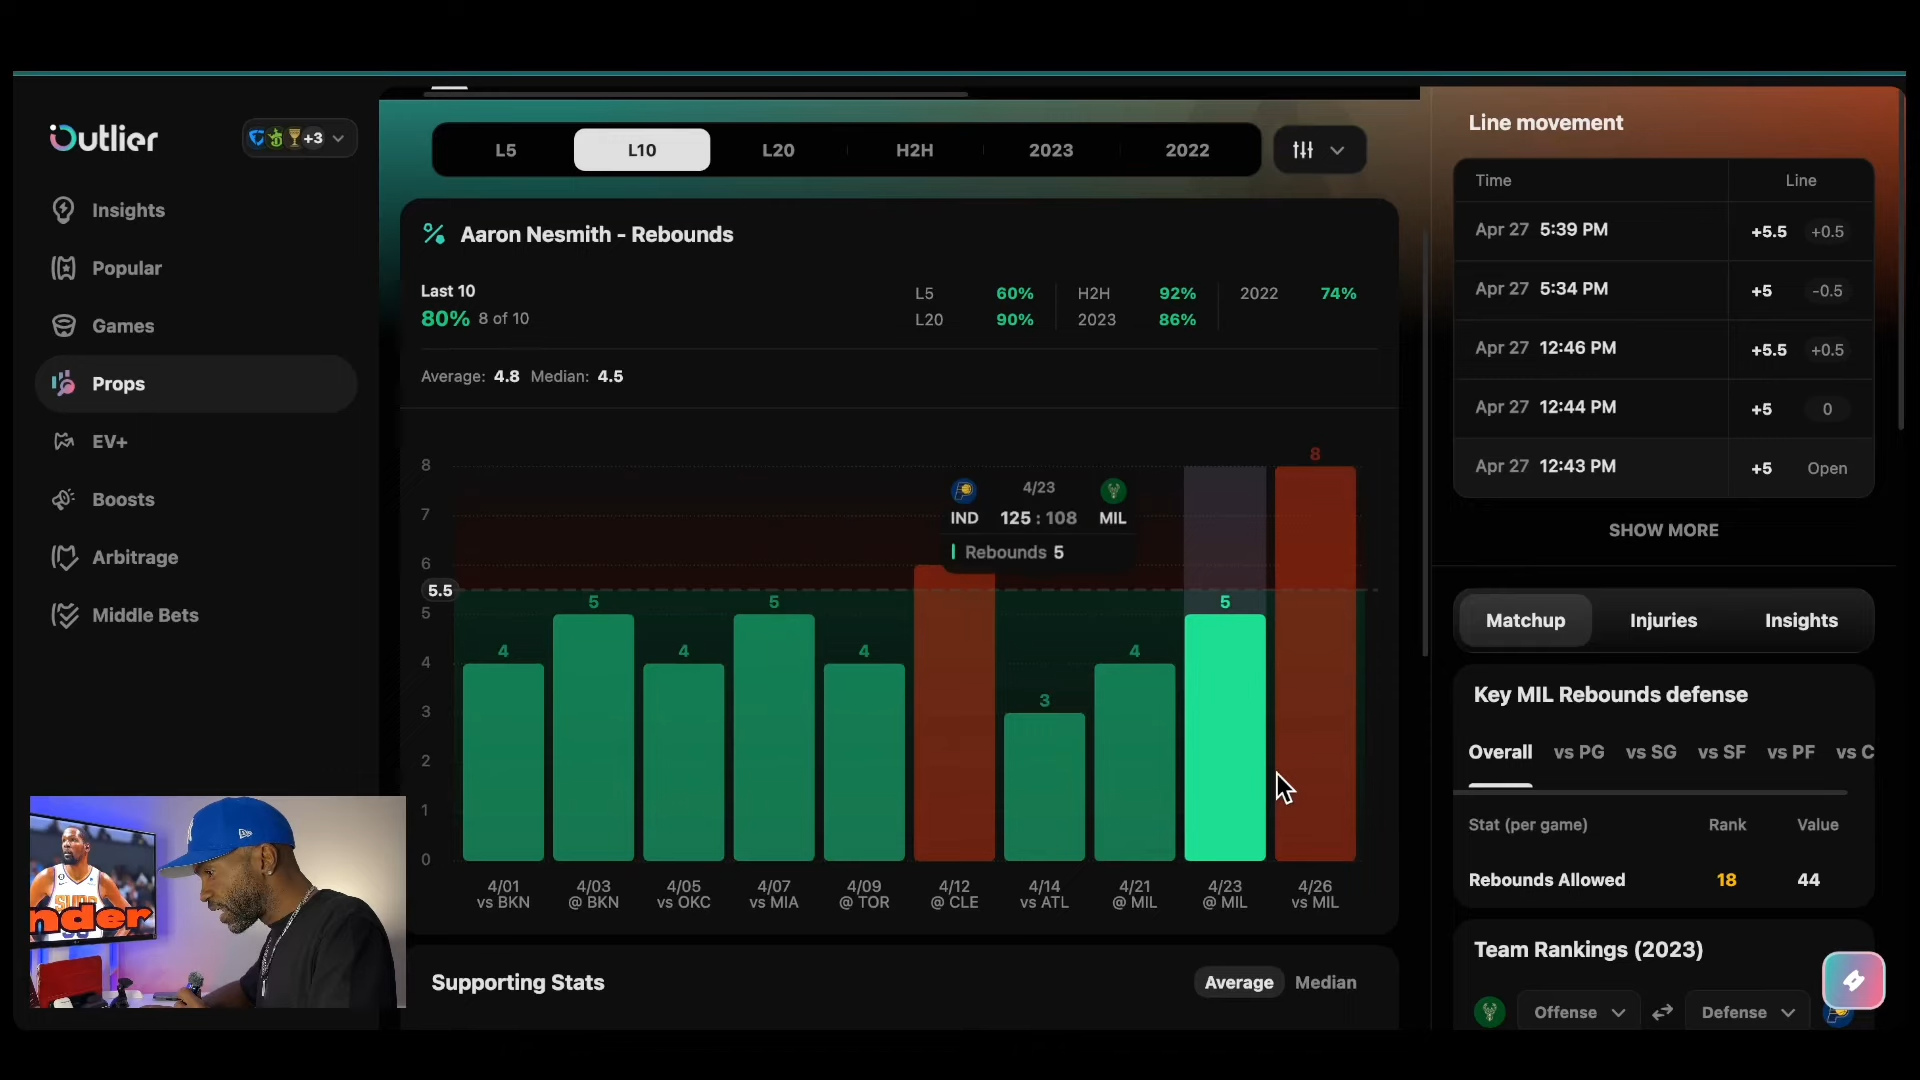 Outlier
+3
Insights
Popular
Games
Props
EV+
Boosts
Arbitrage
Middle Bets
L5 L10 L20 H2H 2023 2022
Aaron Nesmith - Rebounds
Last 10
80% 8 of 10
L5 60% H2H 92% 2022 74%
L20 90% 2023 86%
Average: 4.8 Median: 4.5
8
7
6
5.5
5
4
3
2
1
0
4 5 4 5 4 3 4 5 8
4/23
IND 125 : 108 MIL
Rebounds 5
4/01 4/03 4/05 4/07 4/09 4/12 4/14 4/21 4/23 4/26
vs BKN @ BKN vs OKC vs MIA @ TOR @ CLE vs ATL @ MIL @ MIL vs MIL
Supporting Stats
Average Median
Line movement
Time Line
Apr 27 5:39 PM +5.5 +0.5
Apr 27 5:34 PM +5 -0.5
Apr 27 12:46 PM +5.5 +0.5
Apr 27 12:44 PM +5 0
Apr 27 12:43 PM +5 Open
SHOW MORE
Matchup Injuries Insights
Key MIL Rebounds defense
Overall vs PG vs SG vs SF vs PF vs C
Stat (per game) Rank Value
Rebounds Allowed 18 44
Team Rankings (2023)
Offense Defense
nder